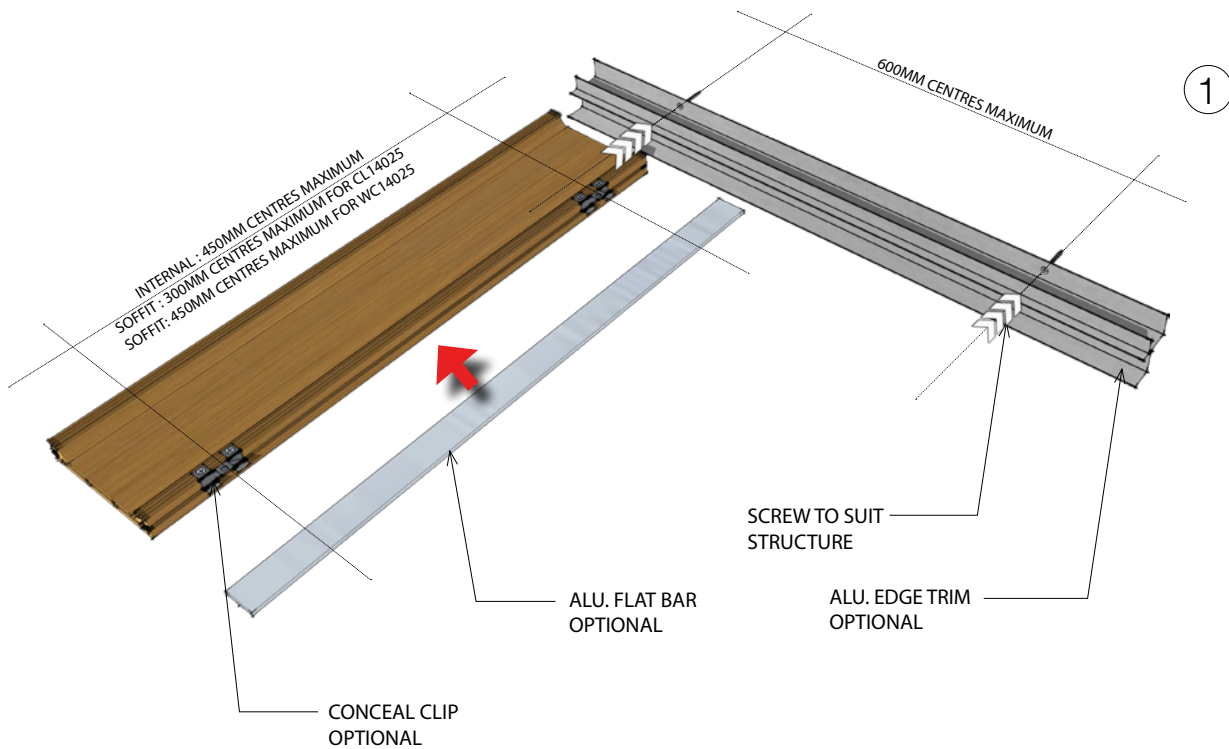 600MM CENTRES MAXIMUM
1
INTERNAL : 450MM CENTRES MAXIMUM
SOFFIT : 300MM CENTRES MAXIMUM FOR CL14025
SOFFIT: 450MM CENTRES MAXIMUM FOR WC14025
SCREW TO SUIT
STRUCTURE
ALU. FLAT BAR
OPTIONAL
ALU. EDGE TRIM
OPTIONAL
CONCEAL CLIP
OPTIONAL